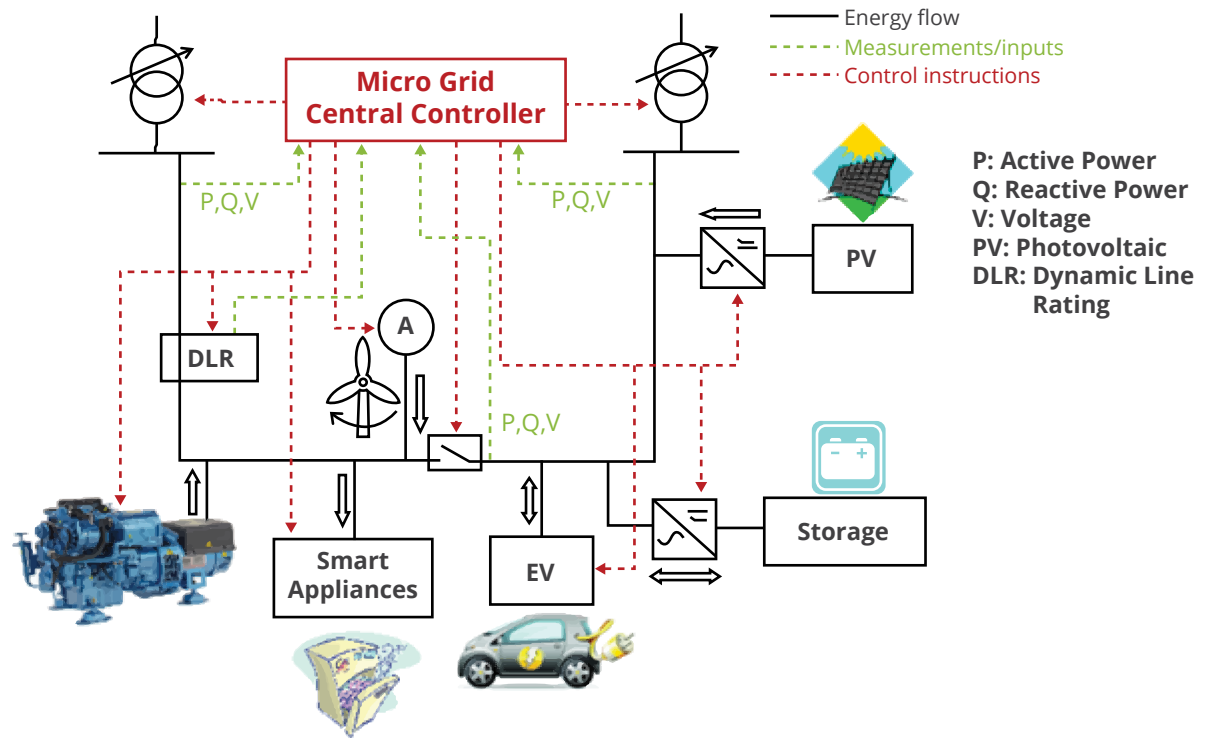 Energy flow
Measurements/inputs
Control instructions
Micro Grid
Central Controller
P: Active Power
Q: Reactive Power
V: Voltage
PV: Photovoltaic
DLR: Dynamic Line
Rating
P,Q,V
P,Q,V
PV
A
DLR
P,Q,V
Storage
Smart
Appliances
EV